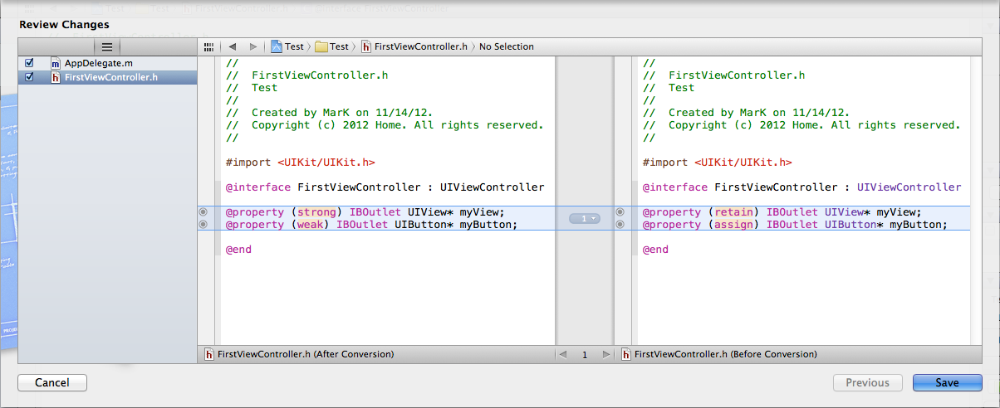 Review Changes
Test Test FirstViewController.h No Selection
AppDelegate.m
FirstViewController.h
//
//  FirstViewController.h
//  Test
//
//  Created by MarK on 11/14/12.
//  Copyright (c) 2012 Home. All rights reserved.
//
#import <UIKit/UIKit.h>
@interface FirstViewController : UIViewController
@property (strong) IBOutlet UIView* myView;
@property (weak) IBOutlet UIButton* myButton;
@end
1
//
//  FirstViewController.h
//  Test
//
//  Created by MarK on 11/14/12.
//  Copyright (c) 2012 Home. All rights reserved.
//
#import <UIKit/UIKit.h>
@interface FirstViewController : UIViewController
@property (retain) IBOutlet UIView* myView;
@property (assign) IBOutlet UIButton* myButton;
@end
FirstViewController.h (After Conversion)
1
FirstViewController.h (Before Conversion)
Cancel
Previous
Save